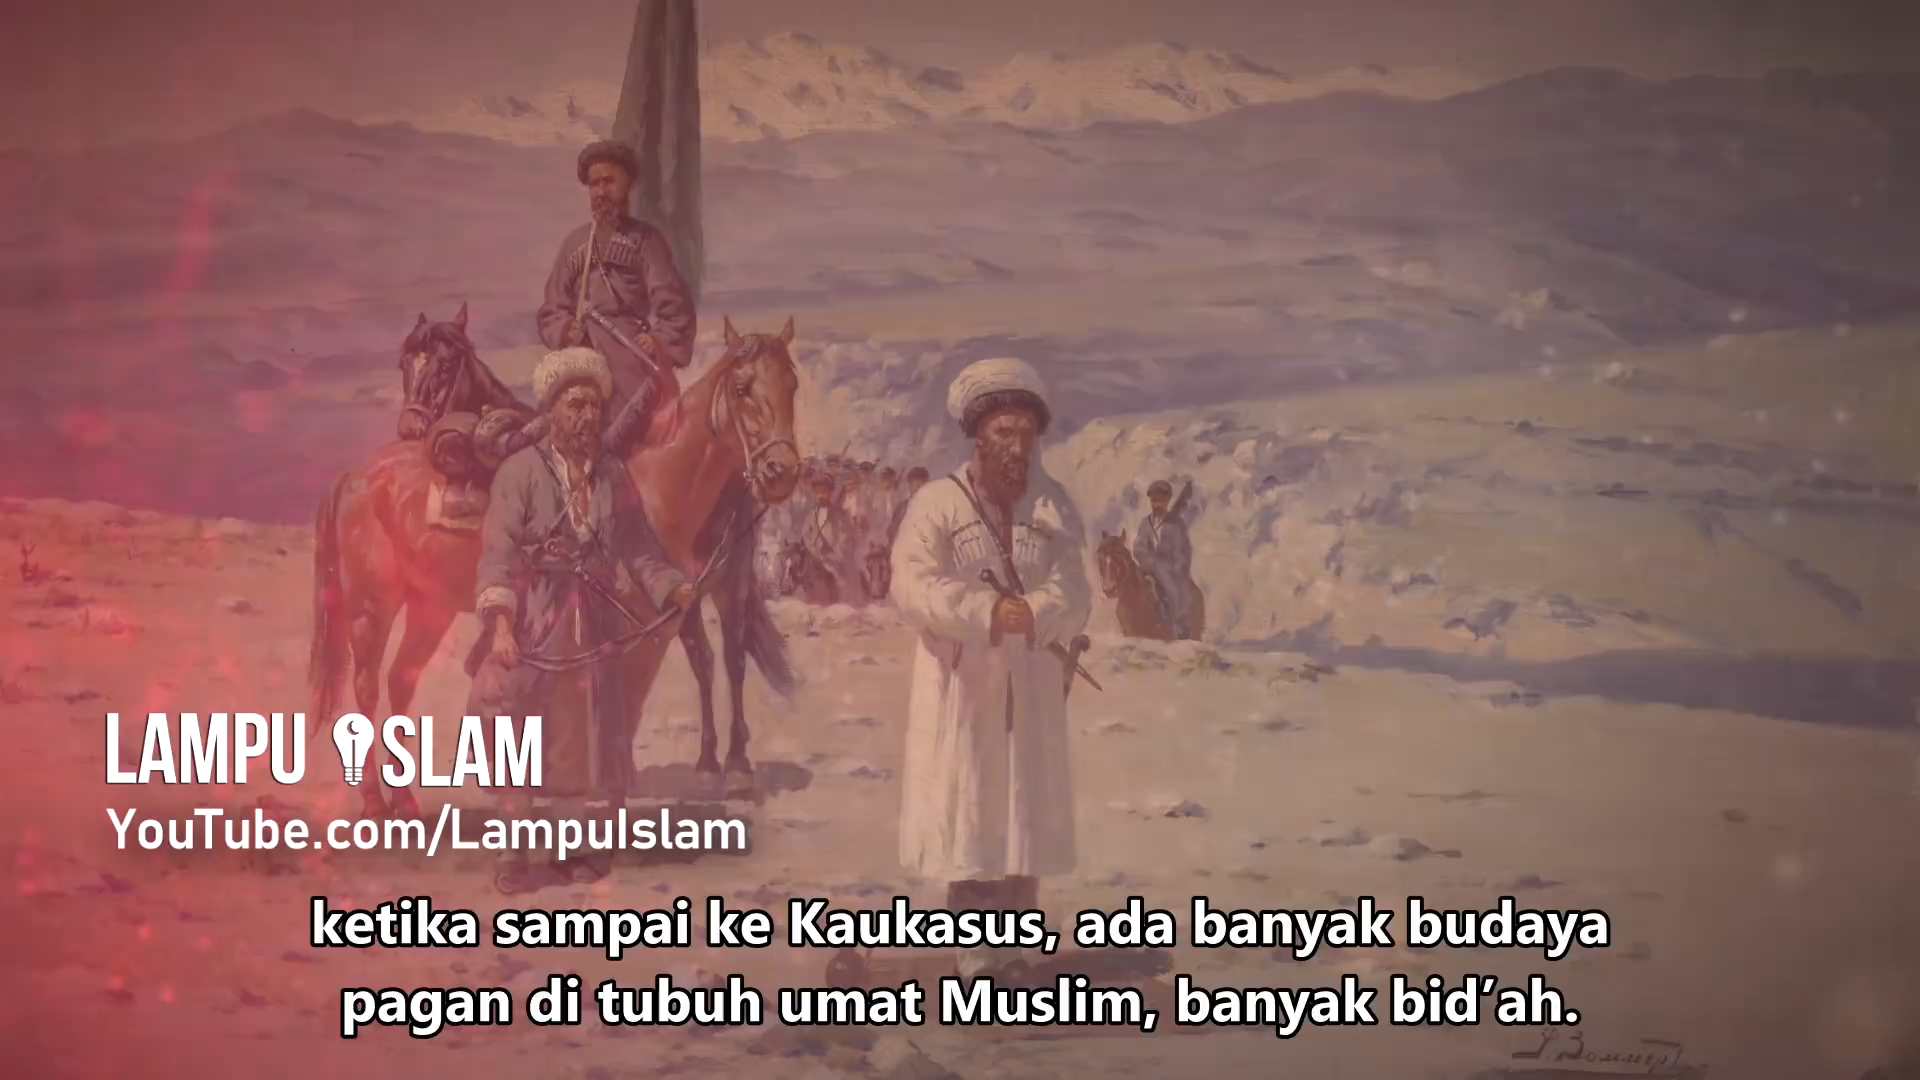 LAMPU ISLAM
YouTube.com/LampuIslam
ketika sampai ke Kaukasus, ada banyak budaya
pagan di tubuh umat Muslim, banyak bid’ah.